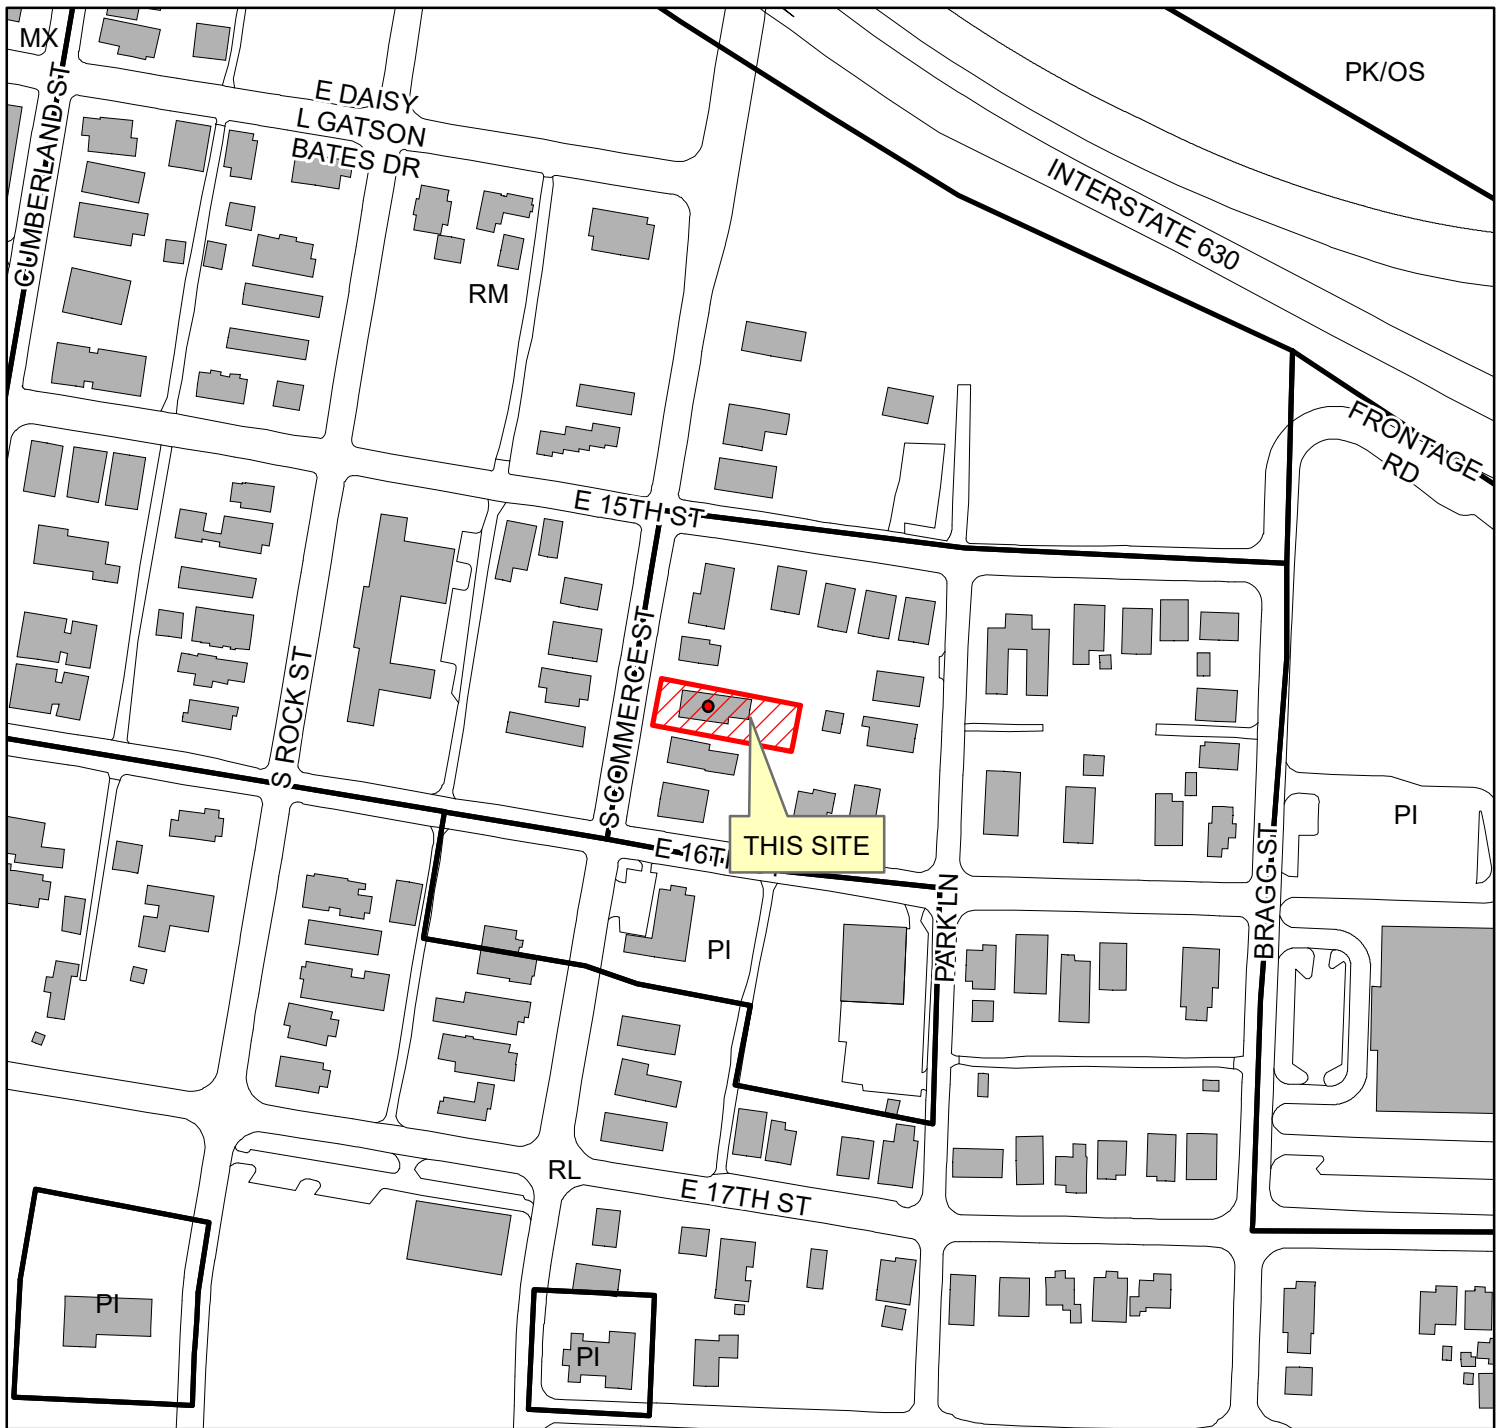 MX
PK/OS
CUMBERLAND ST
E DAISY
L GATSON
BATES DR
INTERSTATE 630
RM
FRONTAGE
RD
E 15TH ST
S COMMERCE ST
S ROCK ST
PI
THIS SITE
E 16TH
PARK LN
BRAGG ST
PI
RL
E 17TH ST
PI
PI